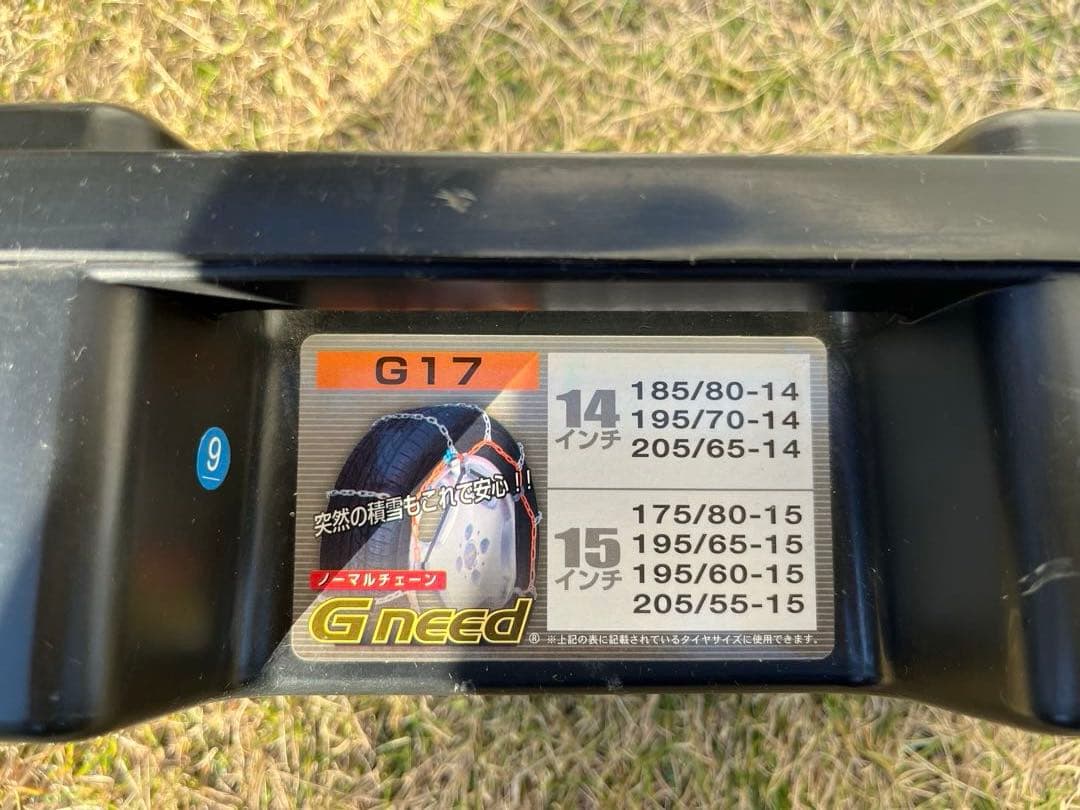 G17
突然の積雪もこれで安心!!
ノーマルチェーン
G need®
14
インチ
185/80-14
195/70-14
205/65-14
15
インチ
175/80-15
195/65-15
195/60-15
205/55-15
※上記の表に記載されているタイヤサイズに使用できます。
9